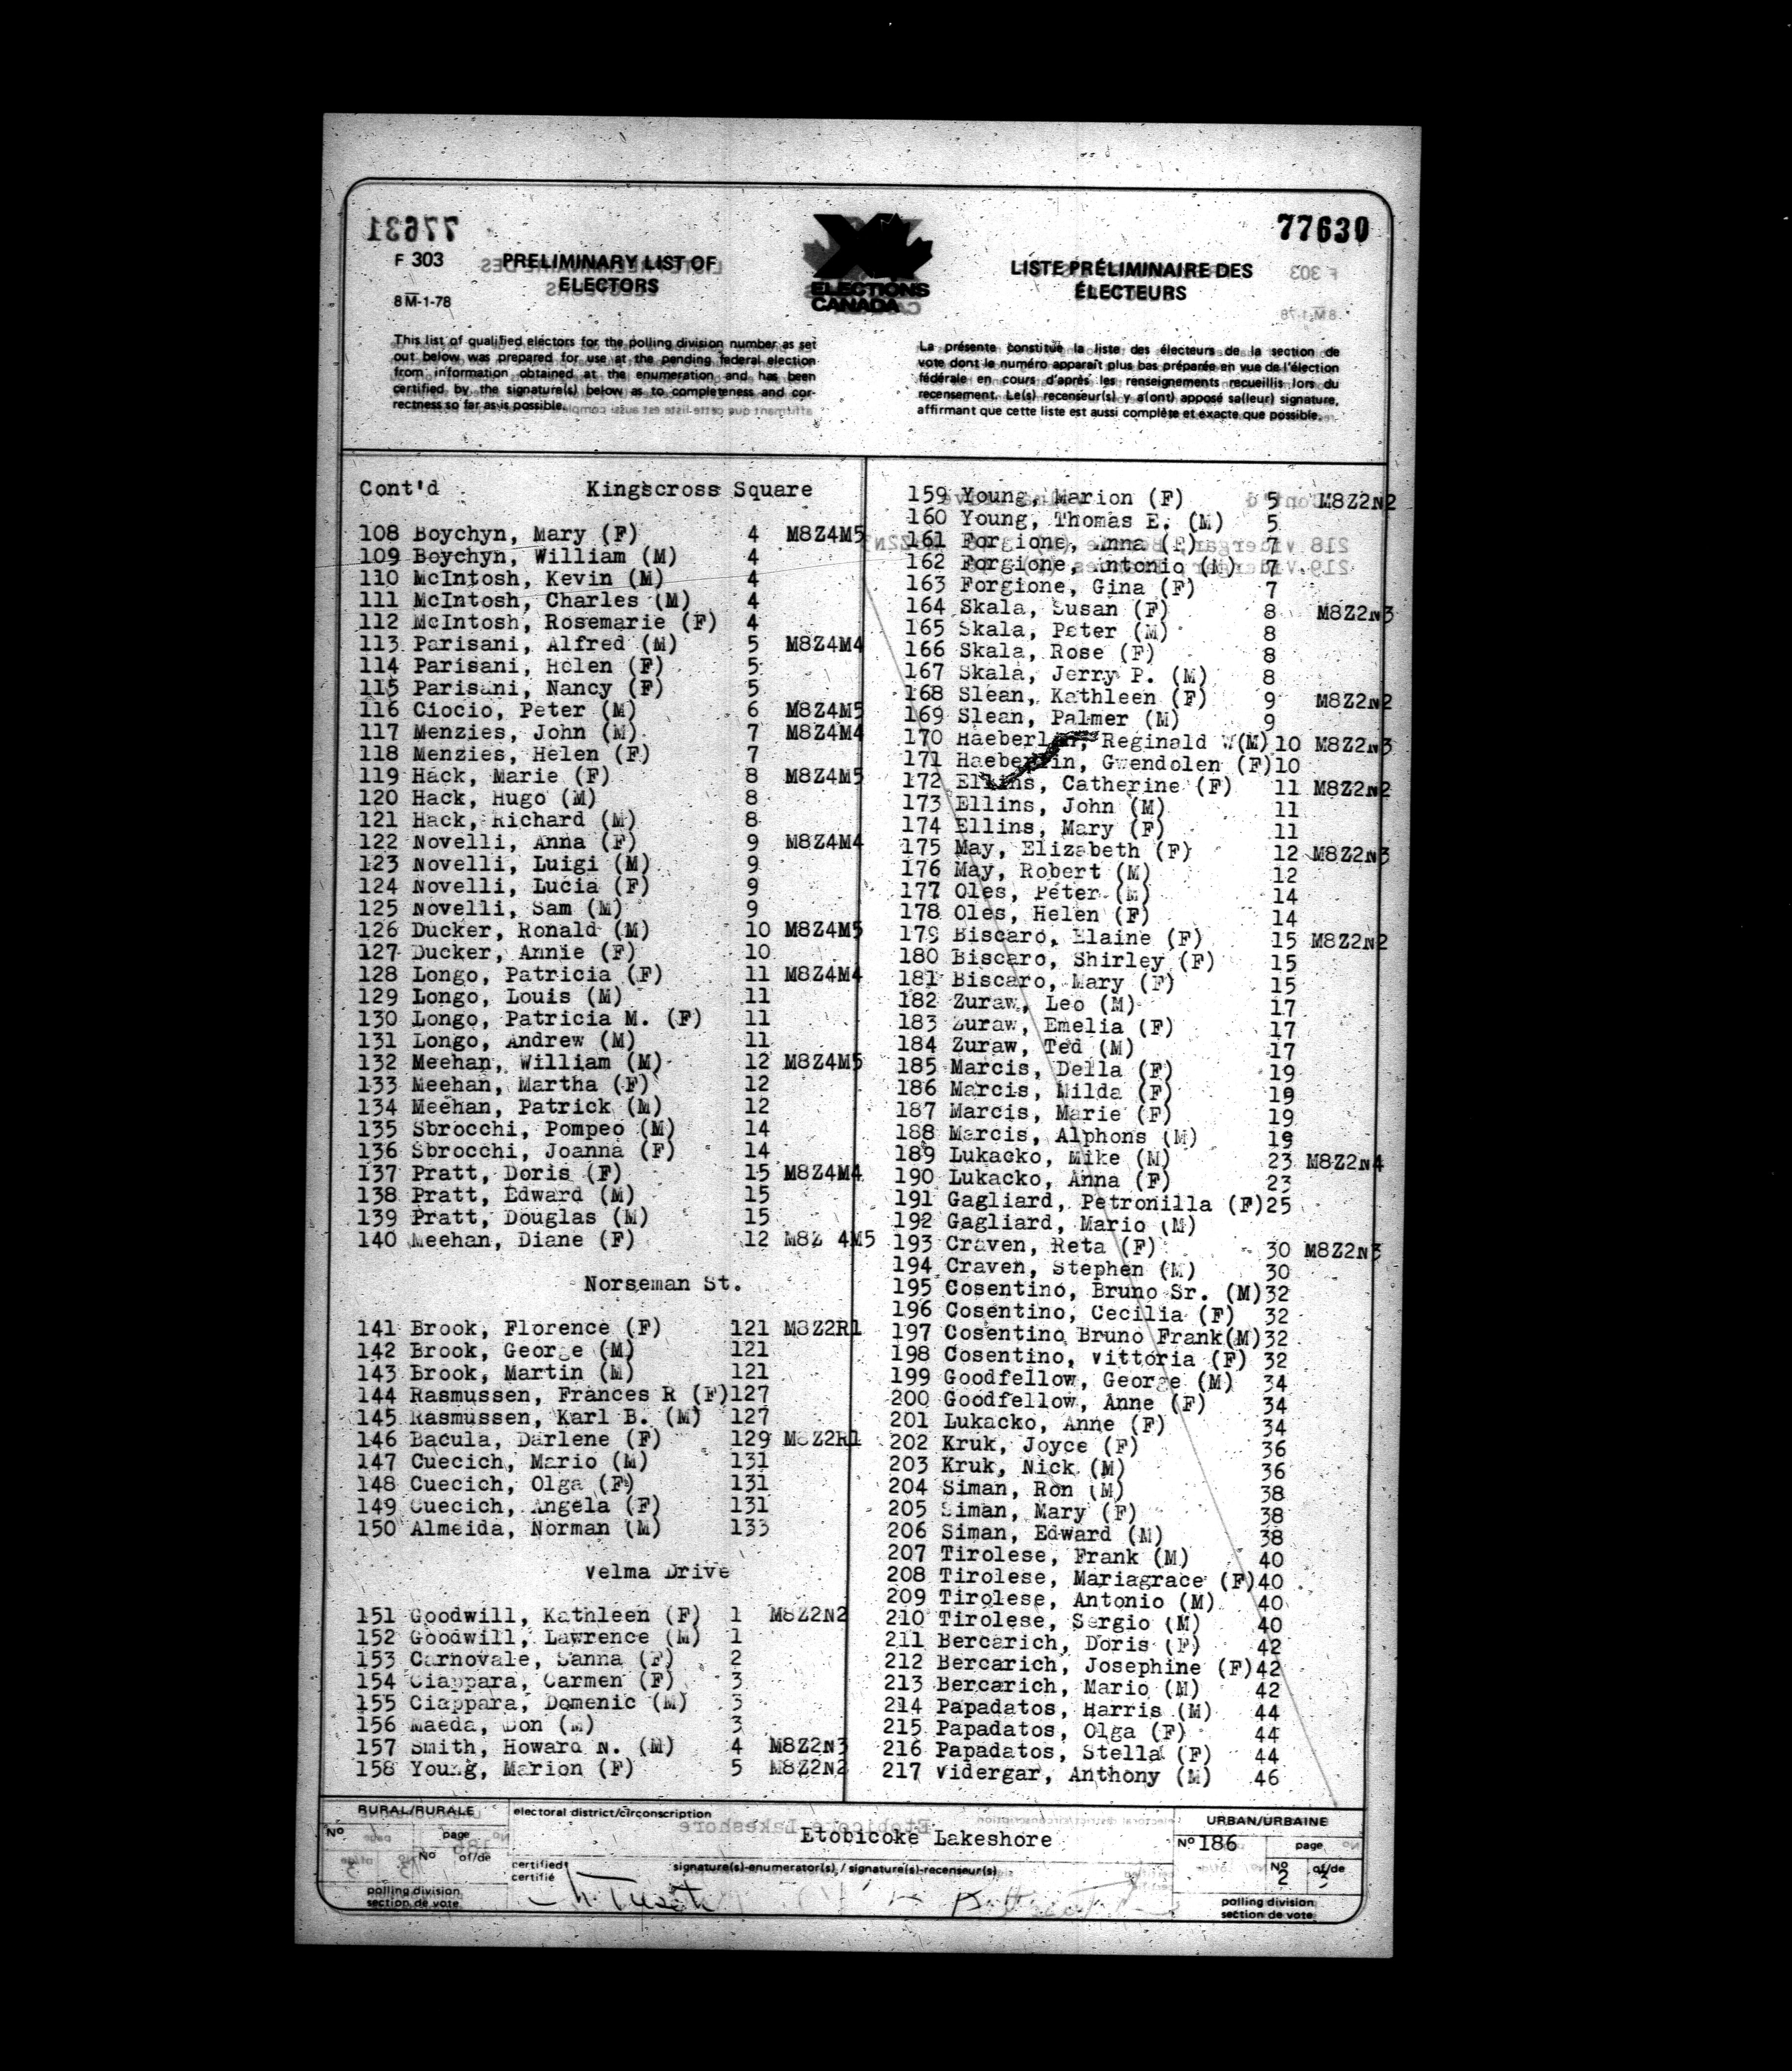 77630
F 303
PRELIMINARY LIST OF
ELECTORS
8M-1-78
ELECTIONS
CANADA
LISTE PRÉLIMINAIRE DES
ÉLECTEURS
This list of qualified electors for the polling division number as set
out below was prepared for use at the pending federal election
from information obtained at the enumeration and has been
certified by the signature(s) below as to completeness and cor-
rectness so far as is possible.
La présente constitue la liste des électeurs de la section de
vote dont le numéro apparaît plus bas préparée en vue de l'élection
fédérale en cours d'après les renseignements recueillis lors du
recensement. Le(s) recenseur(s) y a(ont) apposé sa(leur) signature,
affirmant que cette liste est aussi complète et exacte que possible.
Cont'd Kingscross Square
108 Boychyn, Mary (F) 4 M8Z4M5
109 Boychyn, William (M) 4
110 McIntosh, Kevin (M) 4
111 McIntosh, Charles (M) 4
112 McIntosh, Rosemarie (F) 4
113 Parisani, Alfred (M) 5 M8Z4M4
114 Parisani, Helen (F) 5
115 Parisani, Nancy (F) 5
116 Ciocio, Peter (M) 6 M8Z4M5
117 Menzies, John (M) 7 M8Z4M4
118 Menzies, Helen (F) 7
119 Hack, Marie (F) 8 M8Z4M5
120 Hack, Hugo (M) 8
121 Hack, Richard (M) 8
122 Novelli, Anna (F) 9 M8Z4M4
123 Novelli, Luigi (M) 9
124 Novelli, Lucia (F) 9
125 Novelli, Sam (M) 9
126 Ducker, Ronald (M) 10 M8Z4M5
127 Ducker, Annie (F) 10
128 Longo, Patricia (F) 11 M8Z4M4
129 Longo, Louis (M) 11
130 Longo, Patricia M. (F) 11
131 Longo, Andrew (M) 11
132 Meehan, William (M) 12 M8Z4M5
133 Meehan, Martha (F) 12
134 Meehan, Patrick (M) 12
135 Sbrocchi, Pompeo (M) 14
136 Sbrocchi, Joanna (F) 14
137 Pratt, Doris (F) 15 M8Z4M4
138 Pratt, Edward (M) 15
139 Pratt, Douglas (M) 15
140 Meehan, Diane (F) 12 M8Z 4M5
Norseman St.
141 Brook, Florence (F) 121 M8Z2R1
142 Brook, George (M) 121
143 Brook, Martin (M) 121
144 Rasmussen, Frances R (F)127
145 Rasmussen, Karl B. (M) 127
146 Bacula, Darlene (F) 129 M8Z2R1
147 Cuecich, Mario (M) 131
148 Cuecich, Olga (F) 131
149 Cuecich, Angela (F) 131
150 Almeida, Norman (M) 133
Velma Drive
151 Goodwill, Kathleen (F) 1 M8Z2N2
152 Goodwill, Lawrence (M) 1
153 Carnovale, Sanna (F) 2
154 Ciappara, Carmen (F) 3
155 Ciappara, Domenic (M) 3
156 Maeda, Don (M) 3
157 Smith, Howard N. (M) 4 M8Z2N3
158 Young, Marion (F) 5 M8Z2N2
159 Young, Marion (F) 5 M8Z2N2
160 Young, Thomas E. (M) 5
161 Forgione, Anna (F) 7
162 Forgione, Antonio (M) 7
163 Forgione, Gina (F) 7
164 Skala, Susan (F) 8 M8Z2N3
165 Skala, Peter (M) 8
166 Skala, Rose (F) 8
167 Skala, Jerry P. (M) 8
168 Slean, Kathleen (F) 9 M8Z2N2
169 Slean, Palmer (M) 9
170 Haeberlin, Reginald W(M) 10 M8Z2N3
171 Haeberlin, Gwendolen (F)10
172 Ellins, Catherine (F) 11 M8Z2N2
173 Ellins, John (M) 11
174 Ellins, Mary (F) 11
175 May, Elizabeth (F) 12 M8Z2N3
176 May, Robert (M) 12
177 Oles, Peter (M) 14
178 Oles, Helen (F) 14
179 Biscaro, Elaine (F) 15 M8Z2N2
180 Biscaro, Shirley (F) 15
181 Biscaro, Mary (F) 15
182 Zuraw, Leo (M) 17
183 Zuraw, Emelia (F) 17
184 Zuraw, Ted (M) 17
185 Marcis, Della (F) 19
186 Marcis, Milda (F) 19
187 Marcis, Marie (F) 19
188 Marcis, Alphons (M) 19
189 Lukacko, Mike (M) 23 M8Z2N4
190 Lukacko, Anna (F) 23
191 Gagliard, Petronilla (F)25
192 Gagliard, Mario (M)
193 Craven, Reta (F) 30 M8Z2N3
194 Craven, Stephen (M) 30
195 Cosentino, Bruno Sr. (M)32
196 Cosentino, Cecilia (F) 32
197 Cosentino Bruno Frank(M)32
198 Cosentino, Vittoria (F) 32
199 Goodfellow, George (M) 34
200 Goodfellow, Anne (F) 34
201 Lukacko, Anne (F) 34
202 Kruk, Joyce (F) 36
203 Kruk, Nick (M) 36
204 Siman, Ron (M) 38
205 Siman, Mary (F) 38
206 Siman, Edward (M) 38
207 Tirolese, Frank (M) 40
208 Tirolese, Mariagrace (F)40
209 Tirolese, Antonio (M) 40
210 Tirolese, Sergio (M) 40
211 Bercarich, Doris (F) 42
212 Bercarich, Josephine (F)42
213 Bercarich, Mario (M) 42
214 Papadatos, Harris (M) 44
215 Papadatos, Olga (F) 44
216 Papadatos, Stella (F) 44
217 Vidergar, Anthony (M) 46
RURAL/RURALE
No
page
No of/de
polling division
section de vote
electoral district/circonscription
Etobicoke Lakeshore
certified
certifié
signature(s)-enumerator(s) / signature(s)-recenseur(s)
URBAN/URBAINE
No 186
page
No of/de
2 3
polling division
section de vote